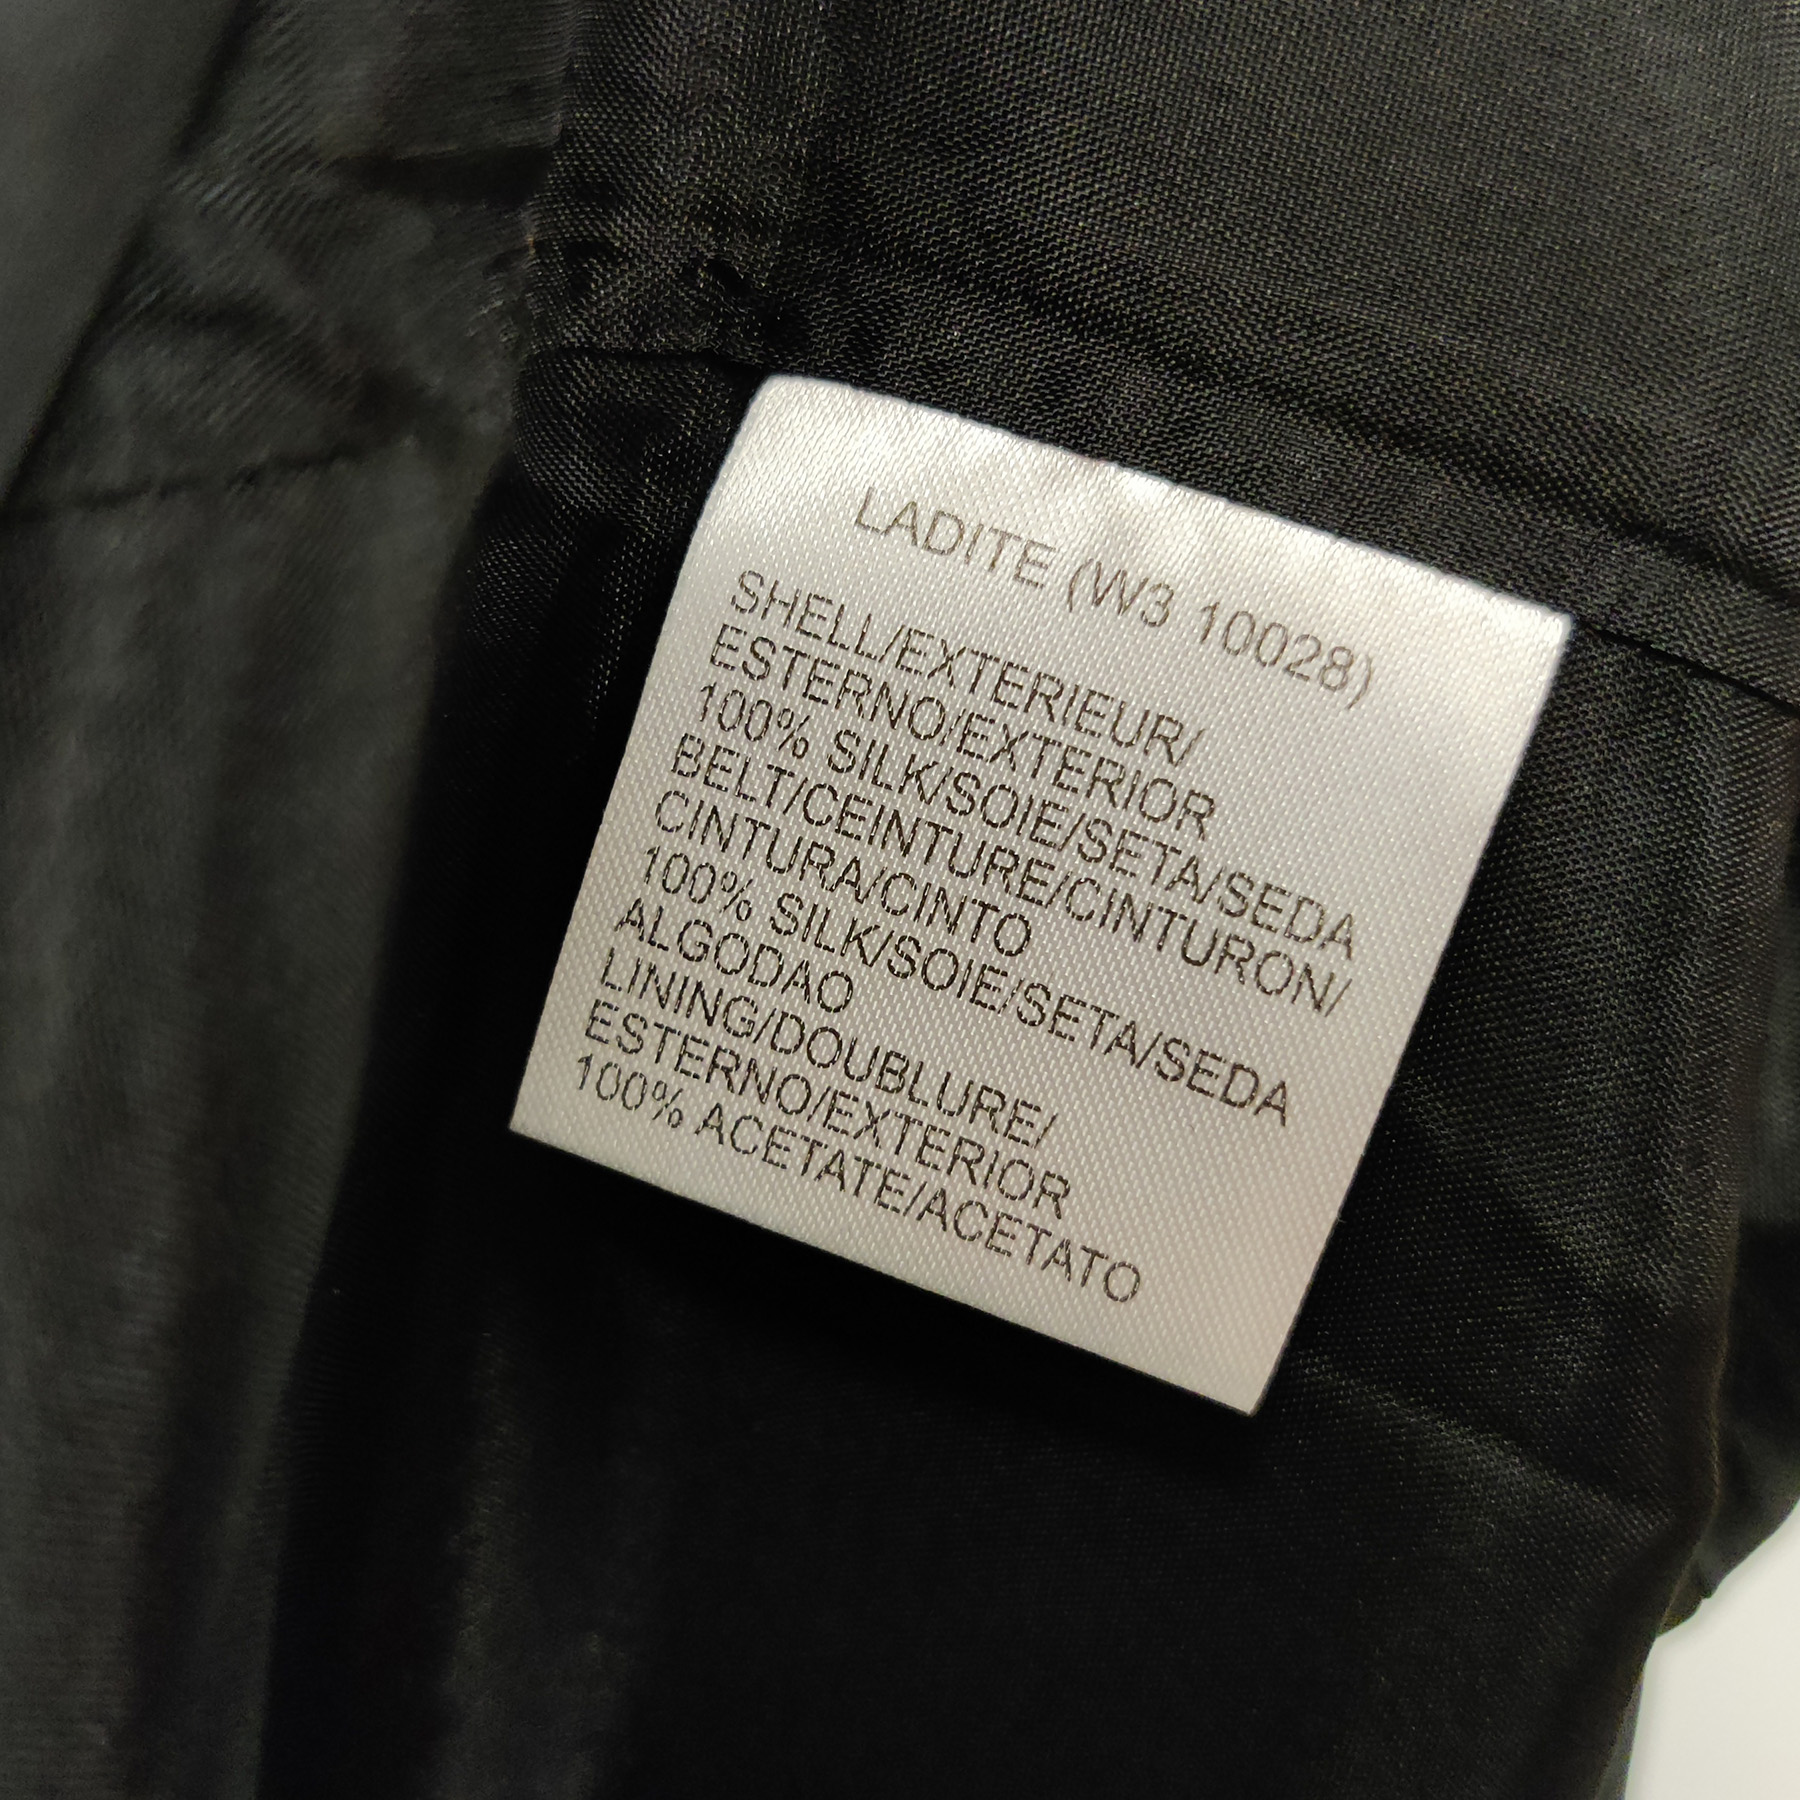 LADITE (W3 10028)
SHELL/EXTERIEUR/
ESTERNO/EXTERIOR
100% SILK/SOIE/SETA/SEDA
BELT/CEINTURE/CINTURON/
CINTURA/CINTO
100% SILK/SOIE/SETA/SEDA
ALGODAO
LINING/DOUBLURE/
ESTERNO/EXTERIOR
100% ACETATE/ACETATO